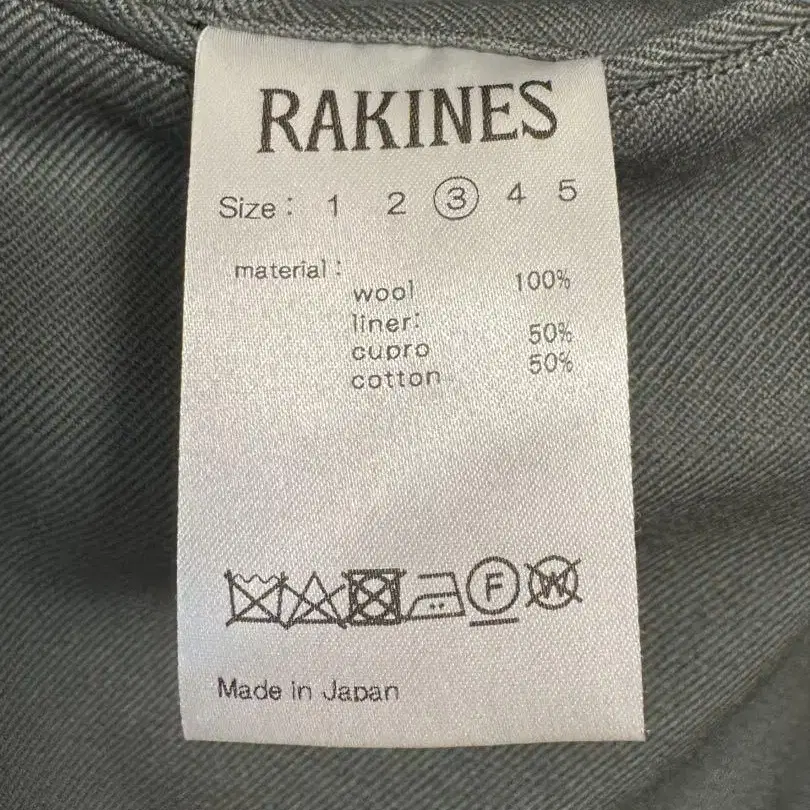 RAKINES
Size: 1 2 3 4 5
material:
wool 100%
liner:
cupro 50%
cotton 50%
F W
Made in Japan